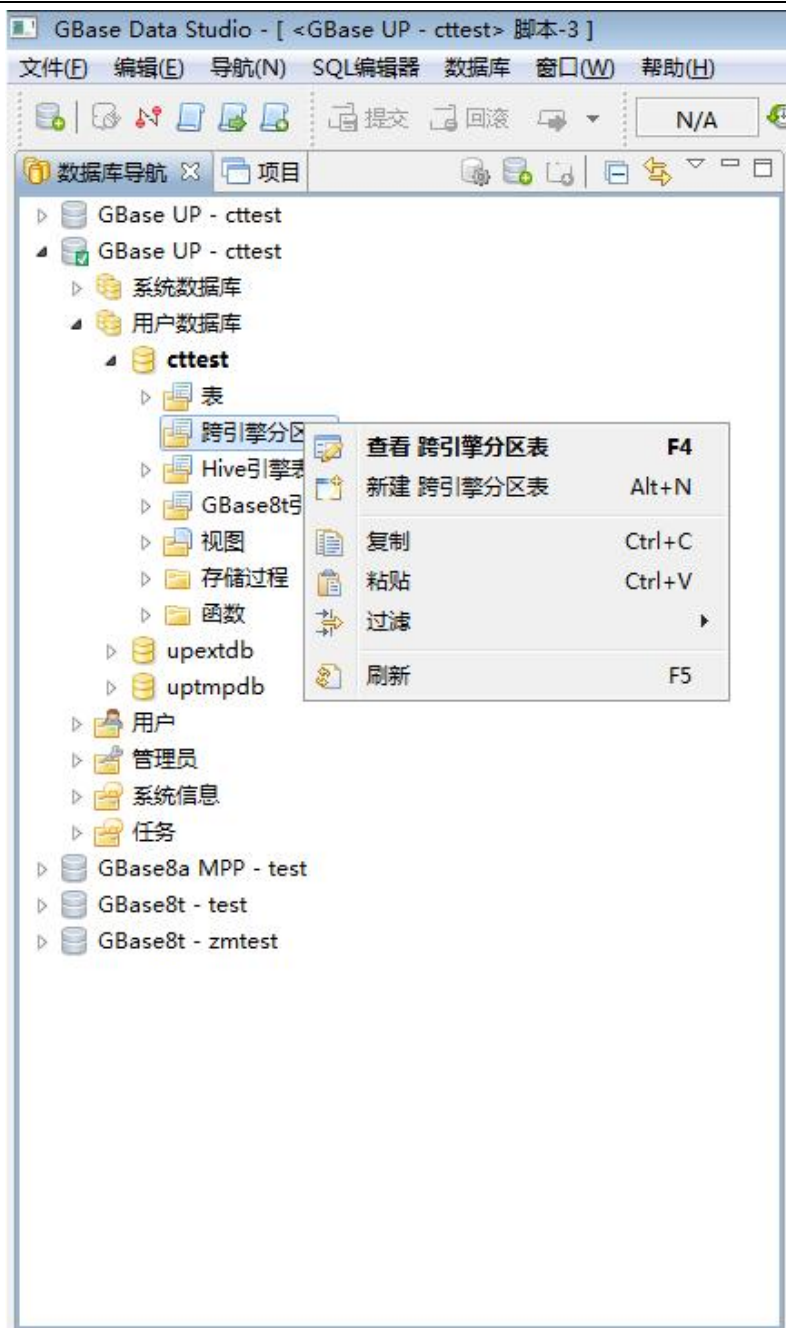 GBase Data Studio - [ <GBase UP - cttest> 脚本-3 ]
文件(F) 编辑(E) 导航(N) SQL编辑器 数据库 窗口(W) 帮助(H)
提交 回滚 N/A
数据库导航 项目
GBase UP - cttest
GBase UP - cttest
系统数据库
用户数据库
cttest
表
跨引擎分区
查看 跨引擎分区表 F4
Hive引擎表
新建 跨引擎分区表 Alt+N
GBase8t引
视图
复制 Ctrl+C
存储过程
粘贴 Ctrl+V
函数
过滤
upextdb
uptmpdb
刷新 F5
用户
管理员
系统信息
任务
GBase8a MPP - test
GBase8t - test
GBase8t - zmtest